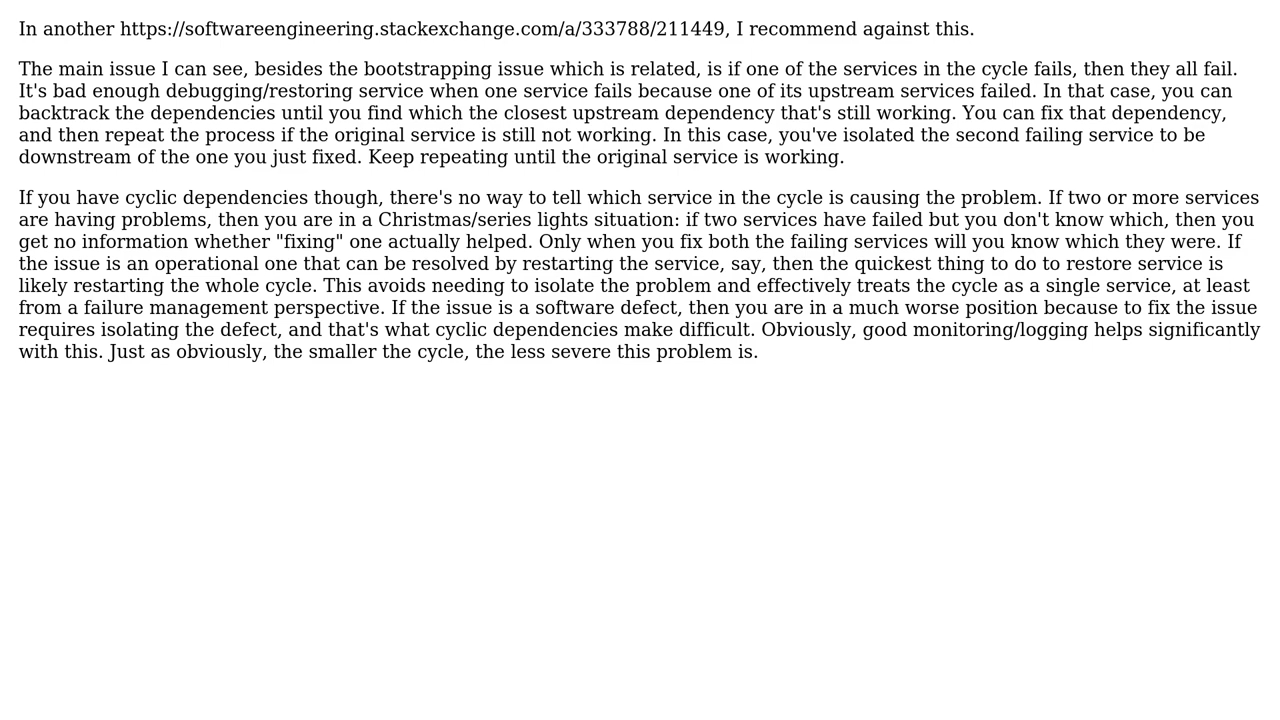 In another https://softwareengineering.stackexchange.com/a/333788/211449, I recommend against this.
The main issue I can see, besides the bootstrapping issue which is related, is if one of the services in the cycle fails, then they all fail.
It's bad enough debugging/restoring service when one service fails because one of its upstream services failed. In that case, you can
backtrack the dependencies until you find which the closest upstream dependency that's still working. You can fix that dependency,
and then repeat the process if the original service is still not working. In this case, you've isolated the second failing service to be
downstream of the one you just fixed. Keep repeating until the original service is working.
If you have cyclic dependencies though, there's no way to tell which service in the cycle is causing the problem. If two or more services
are having problems, then you are in a Christmas/series lights situation: if two services have failed but you don't know which, then you
get no information whether "fixing" one actually helped. Only when you fix both the failing services will you know which they were. If
the issue is an operational one that can be resolved by restarting the service, say, then the quickest thing to do to restore service is
likely restarting the whole cycle. This avoids needing to isolate the problem and effectively treats the cycle as a single service, at least
from a failure management perspective. If the issue is a software defect, then you are in a much worse position because to fix the issue
requires isolating the defect, and that's what cyclic dependencies make difficult. Obviously, good monitoring/logging helps significantly
with this. Just as obviously, the smaller the cycle, the less severe this problem is.